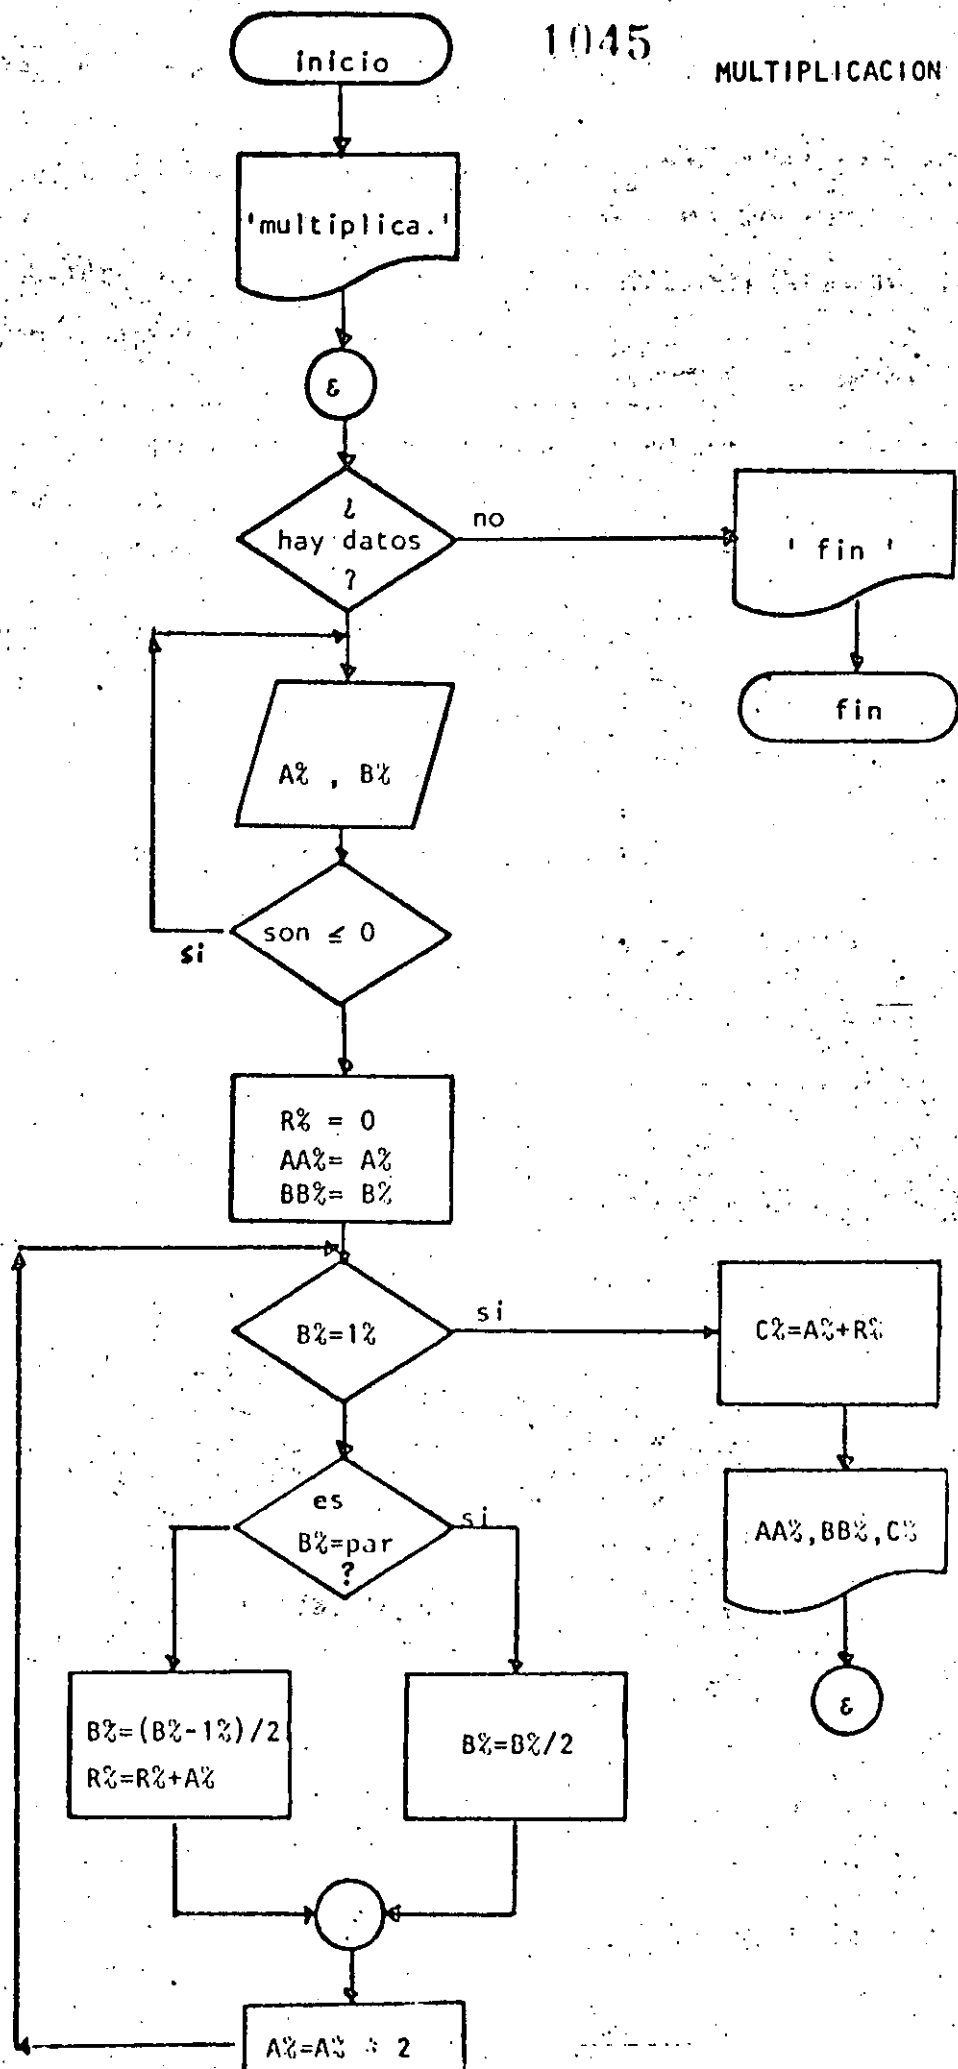 1045
MULTIPLICACION
inicio
'multiplica.'
ε
¿
hay datos
?
no
' fin '
fin
A% , B%
son ≤ 0
si
R% = 0
AA%= A%
BB%= B%
B%=1%
si
C%=A%+R%
es
B%=par
?
si
AA%,BB%,C%
B%=(B%-1%)/2
R%=R%+A%
B%=B%/2
ε
A%=A% * 2